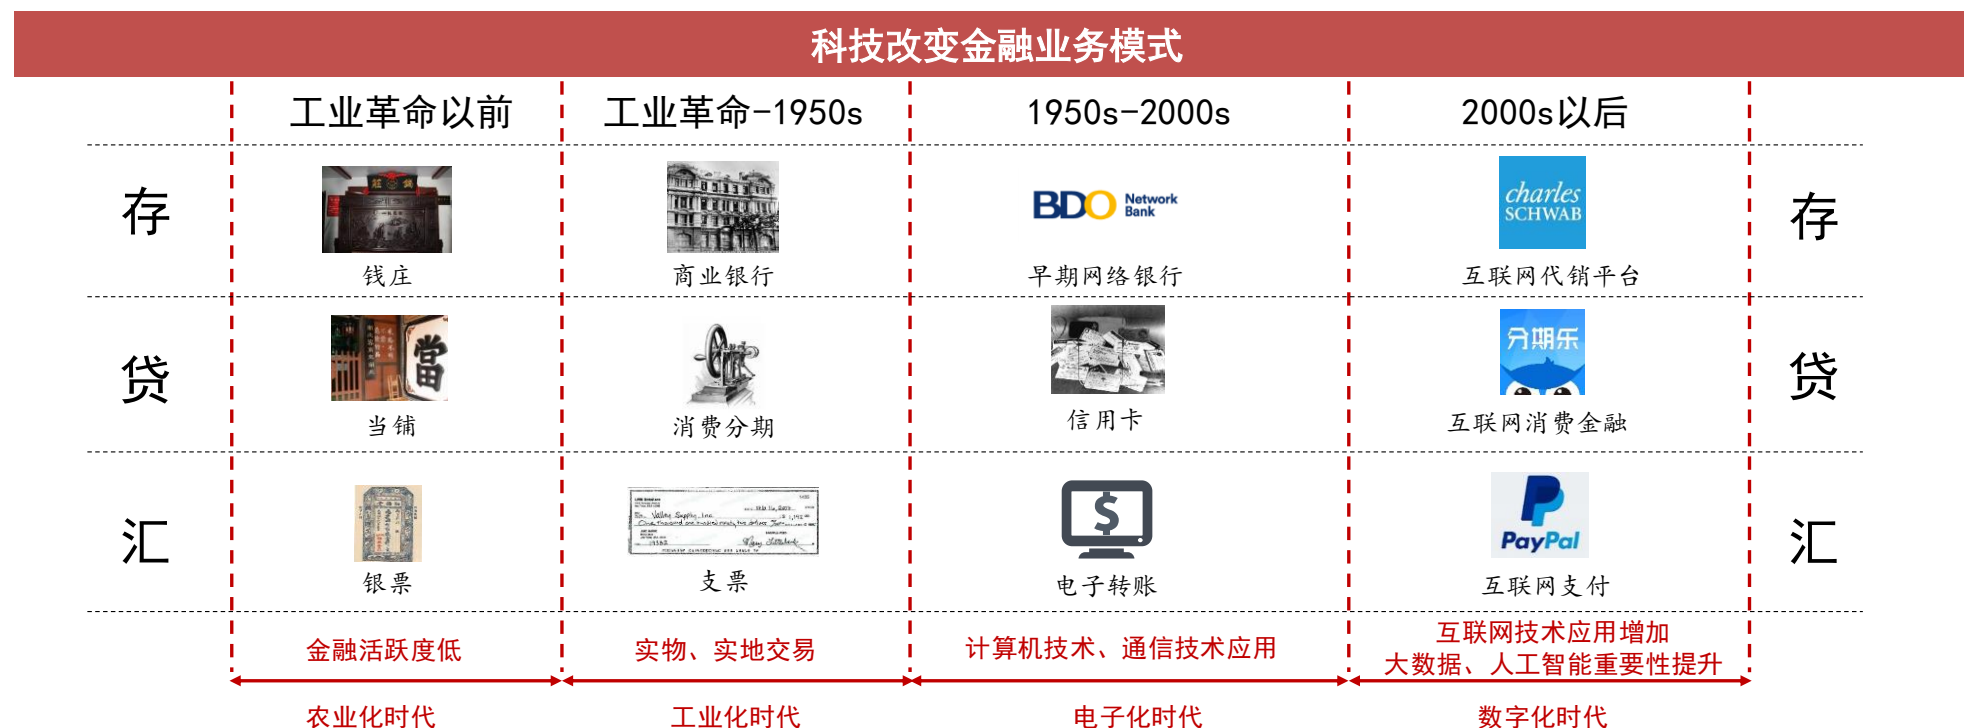 科技改变金融业务模式
工业革命以前
工业革命-1950s
1950s-2000s
2000s以后
存
BDO Network
Bank
charles
SCHWAB
存
钱庄
商业银行
早期网络银行
互联网代销平台
贷
當
分期乐
贷
当铺
消费分期
信用卡
互联网消费金融
汇
Valley Supply, Inc
$
PayPal
汇
银票
支票
电子转账
互联网支付
金融活跃度低
实物、实地交易
计算机技术、通信技术应用
互联网技术应用增加
大数据、人工智能重要性提升
农业化时代
工业化时代
电子化时代
数字化时代